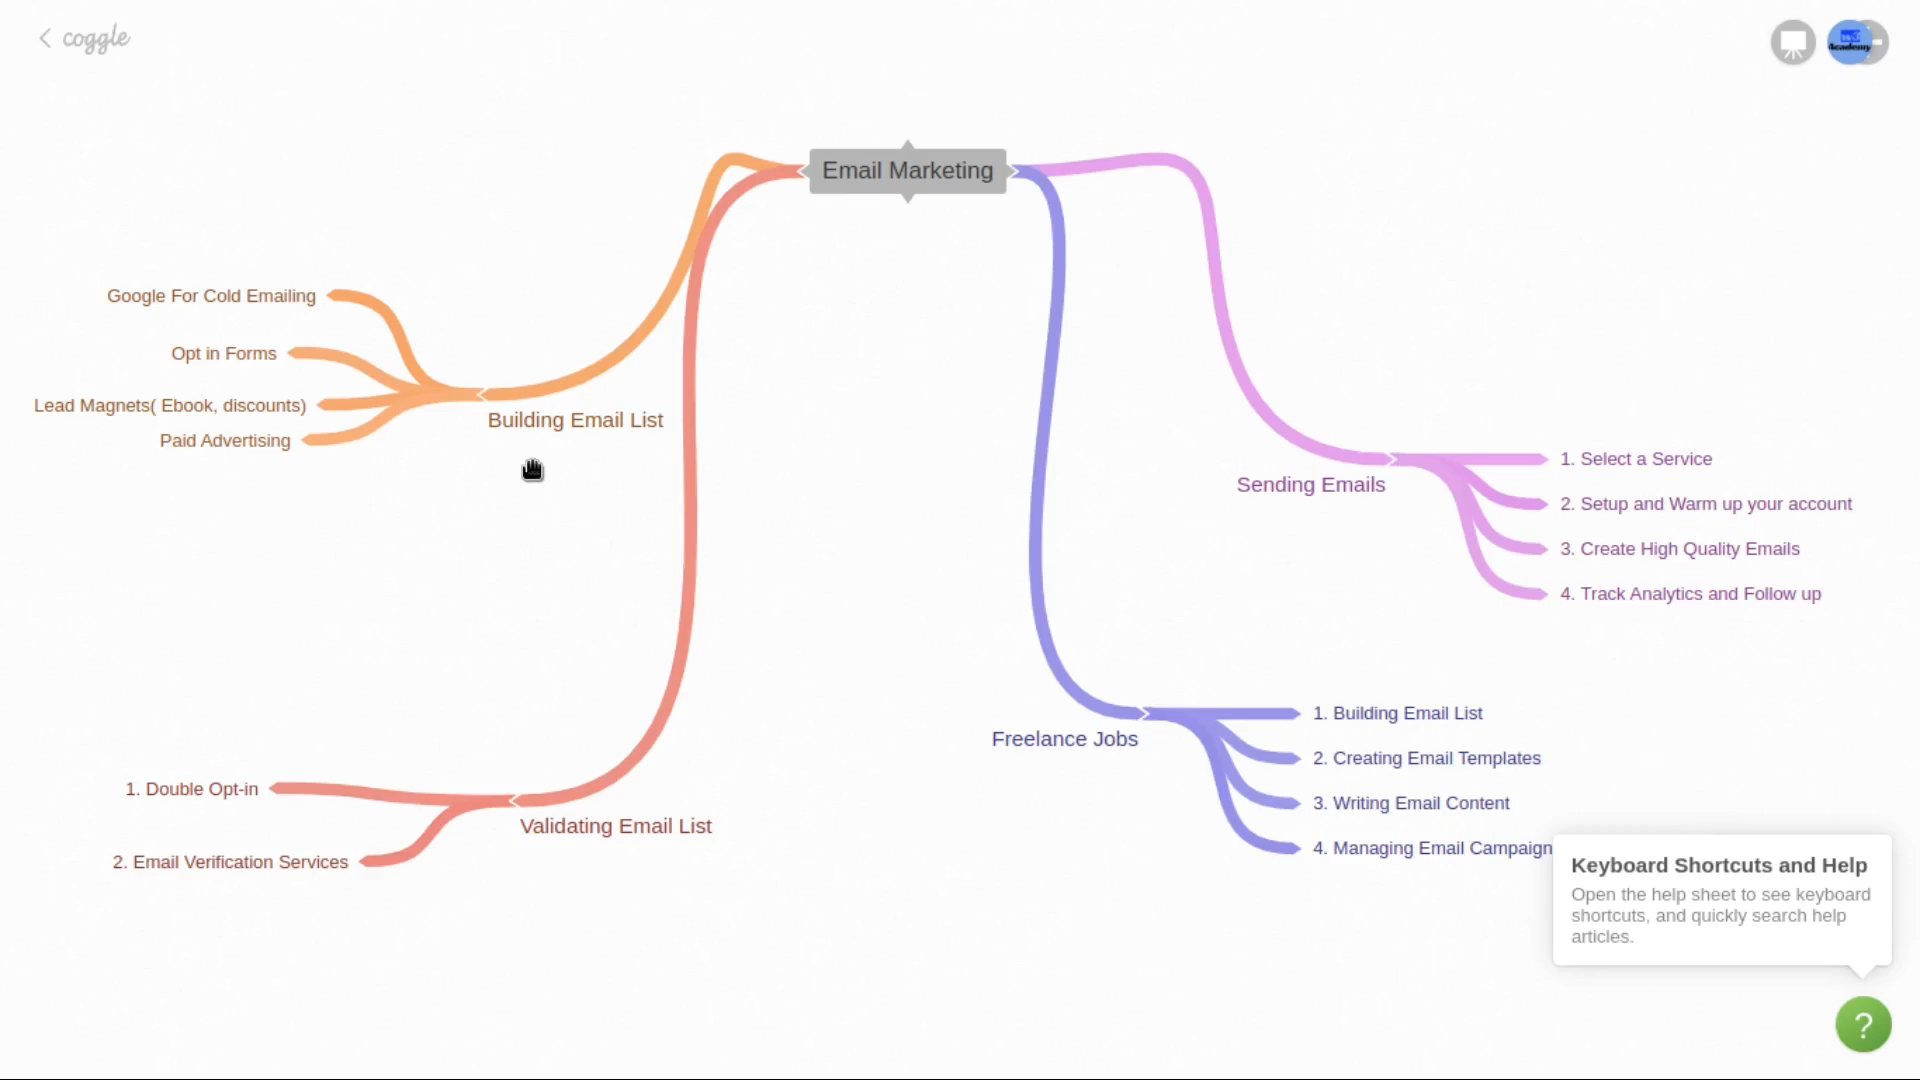 coggle
Academy
Email Marketing
Google For Cold Emailing
Opt in Forms
Lead Magnets( Ebook, discounts)
Paid Advertising
Building Email List
1. Double Opt-in
2. Email Verification Services
Validating Email List
Sending Emails
1. Select a Service
2. Setup and Warm up your account
3. Create High Quality Emails
4. Track Analytics and Follow up
Freelance Jobs
1. Building Email List
2. Creating Email Templates
3. Writing Email Content
4. Managing Email Campaign
Keyboard Shortcuts and Help
Open the help sheet to see keyboard
shortcuts, and quickly search help
articles.
?